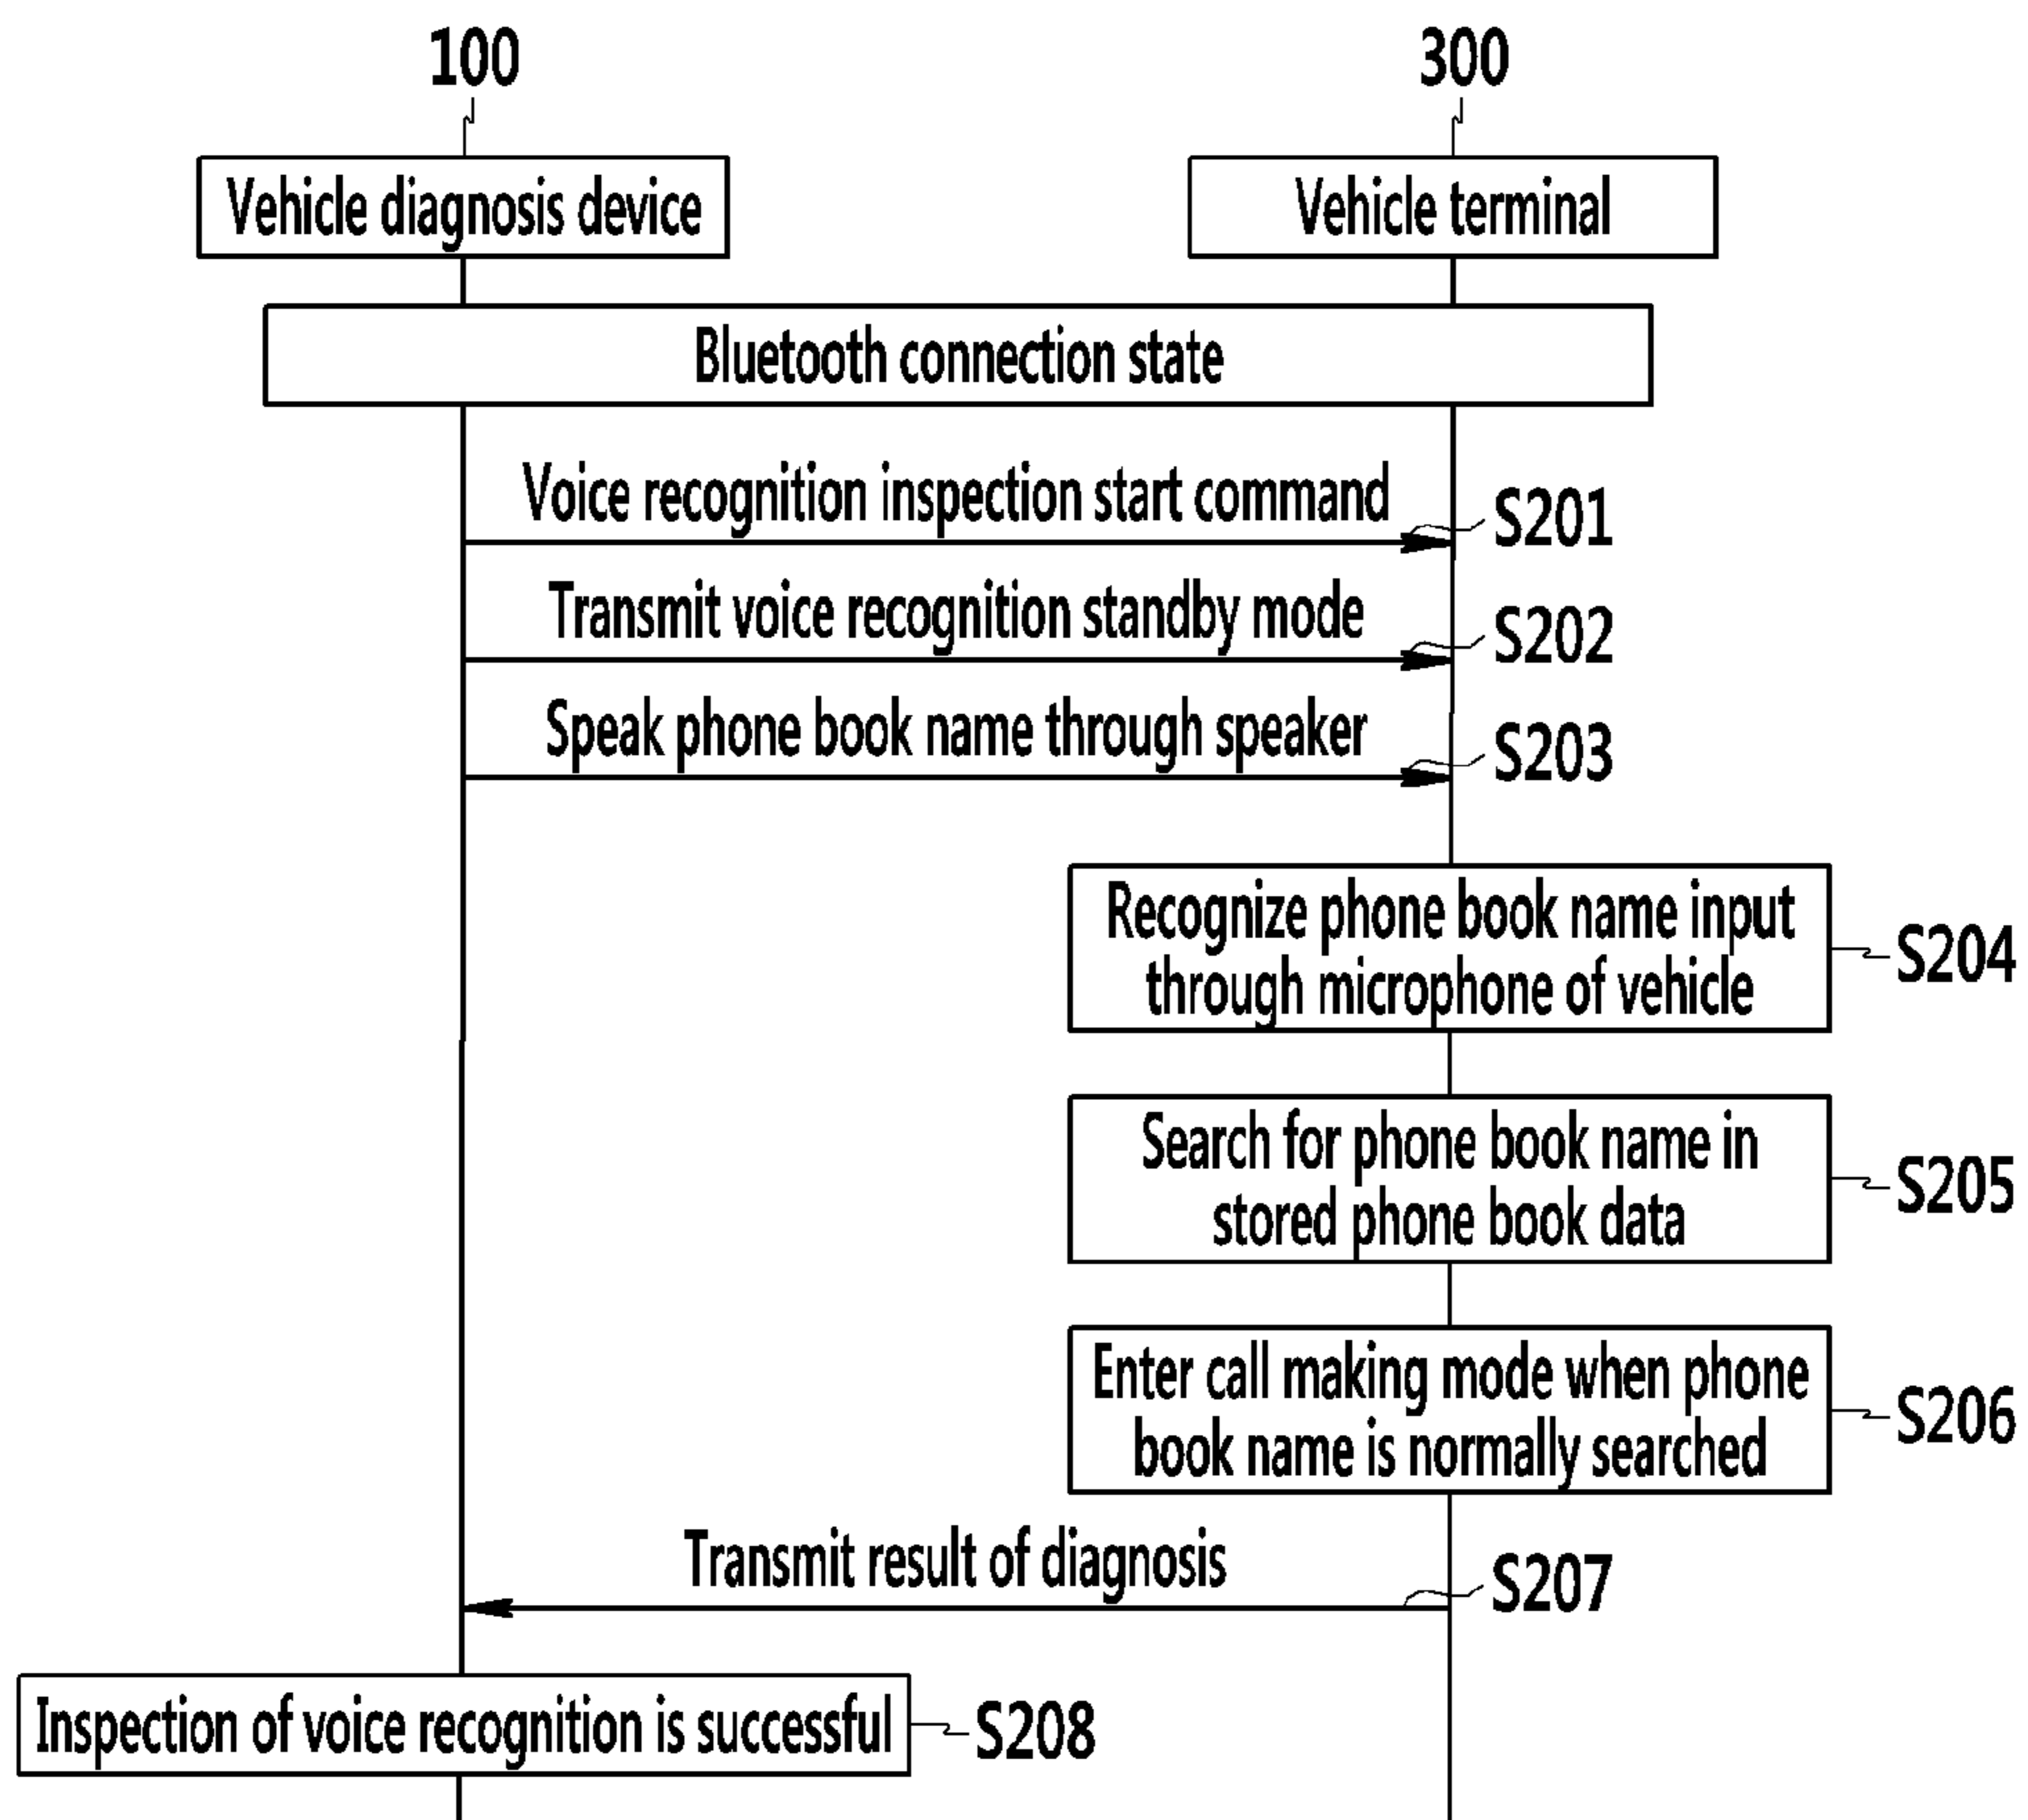 100
300
Vehicle diagnosis device
Vehicle terminal
Bluetooth connection state
Voice recognition inspection start command
S201
Transmit voice recognition standby mode
S202
Speak phone book name through speaker
S203
Recognize phone book name input
through microphone of vehicle
S204
Search for phone book name in
stored phone book data
S205
Enter call making mode when phone
book name is normally searched
S206
Transmit result of diagnosis
S207
Inspection of voice recognition is successful
S208